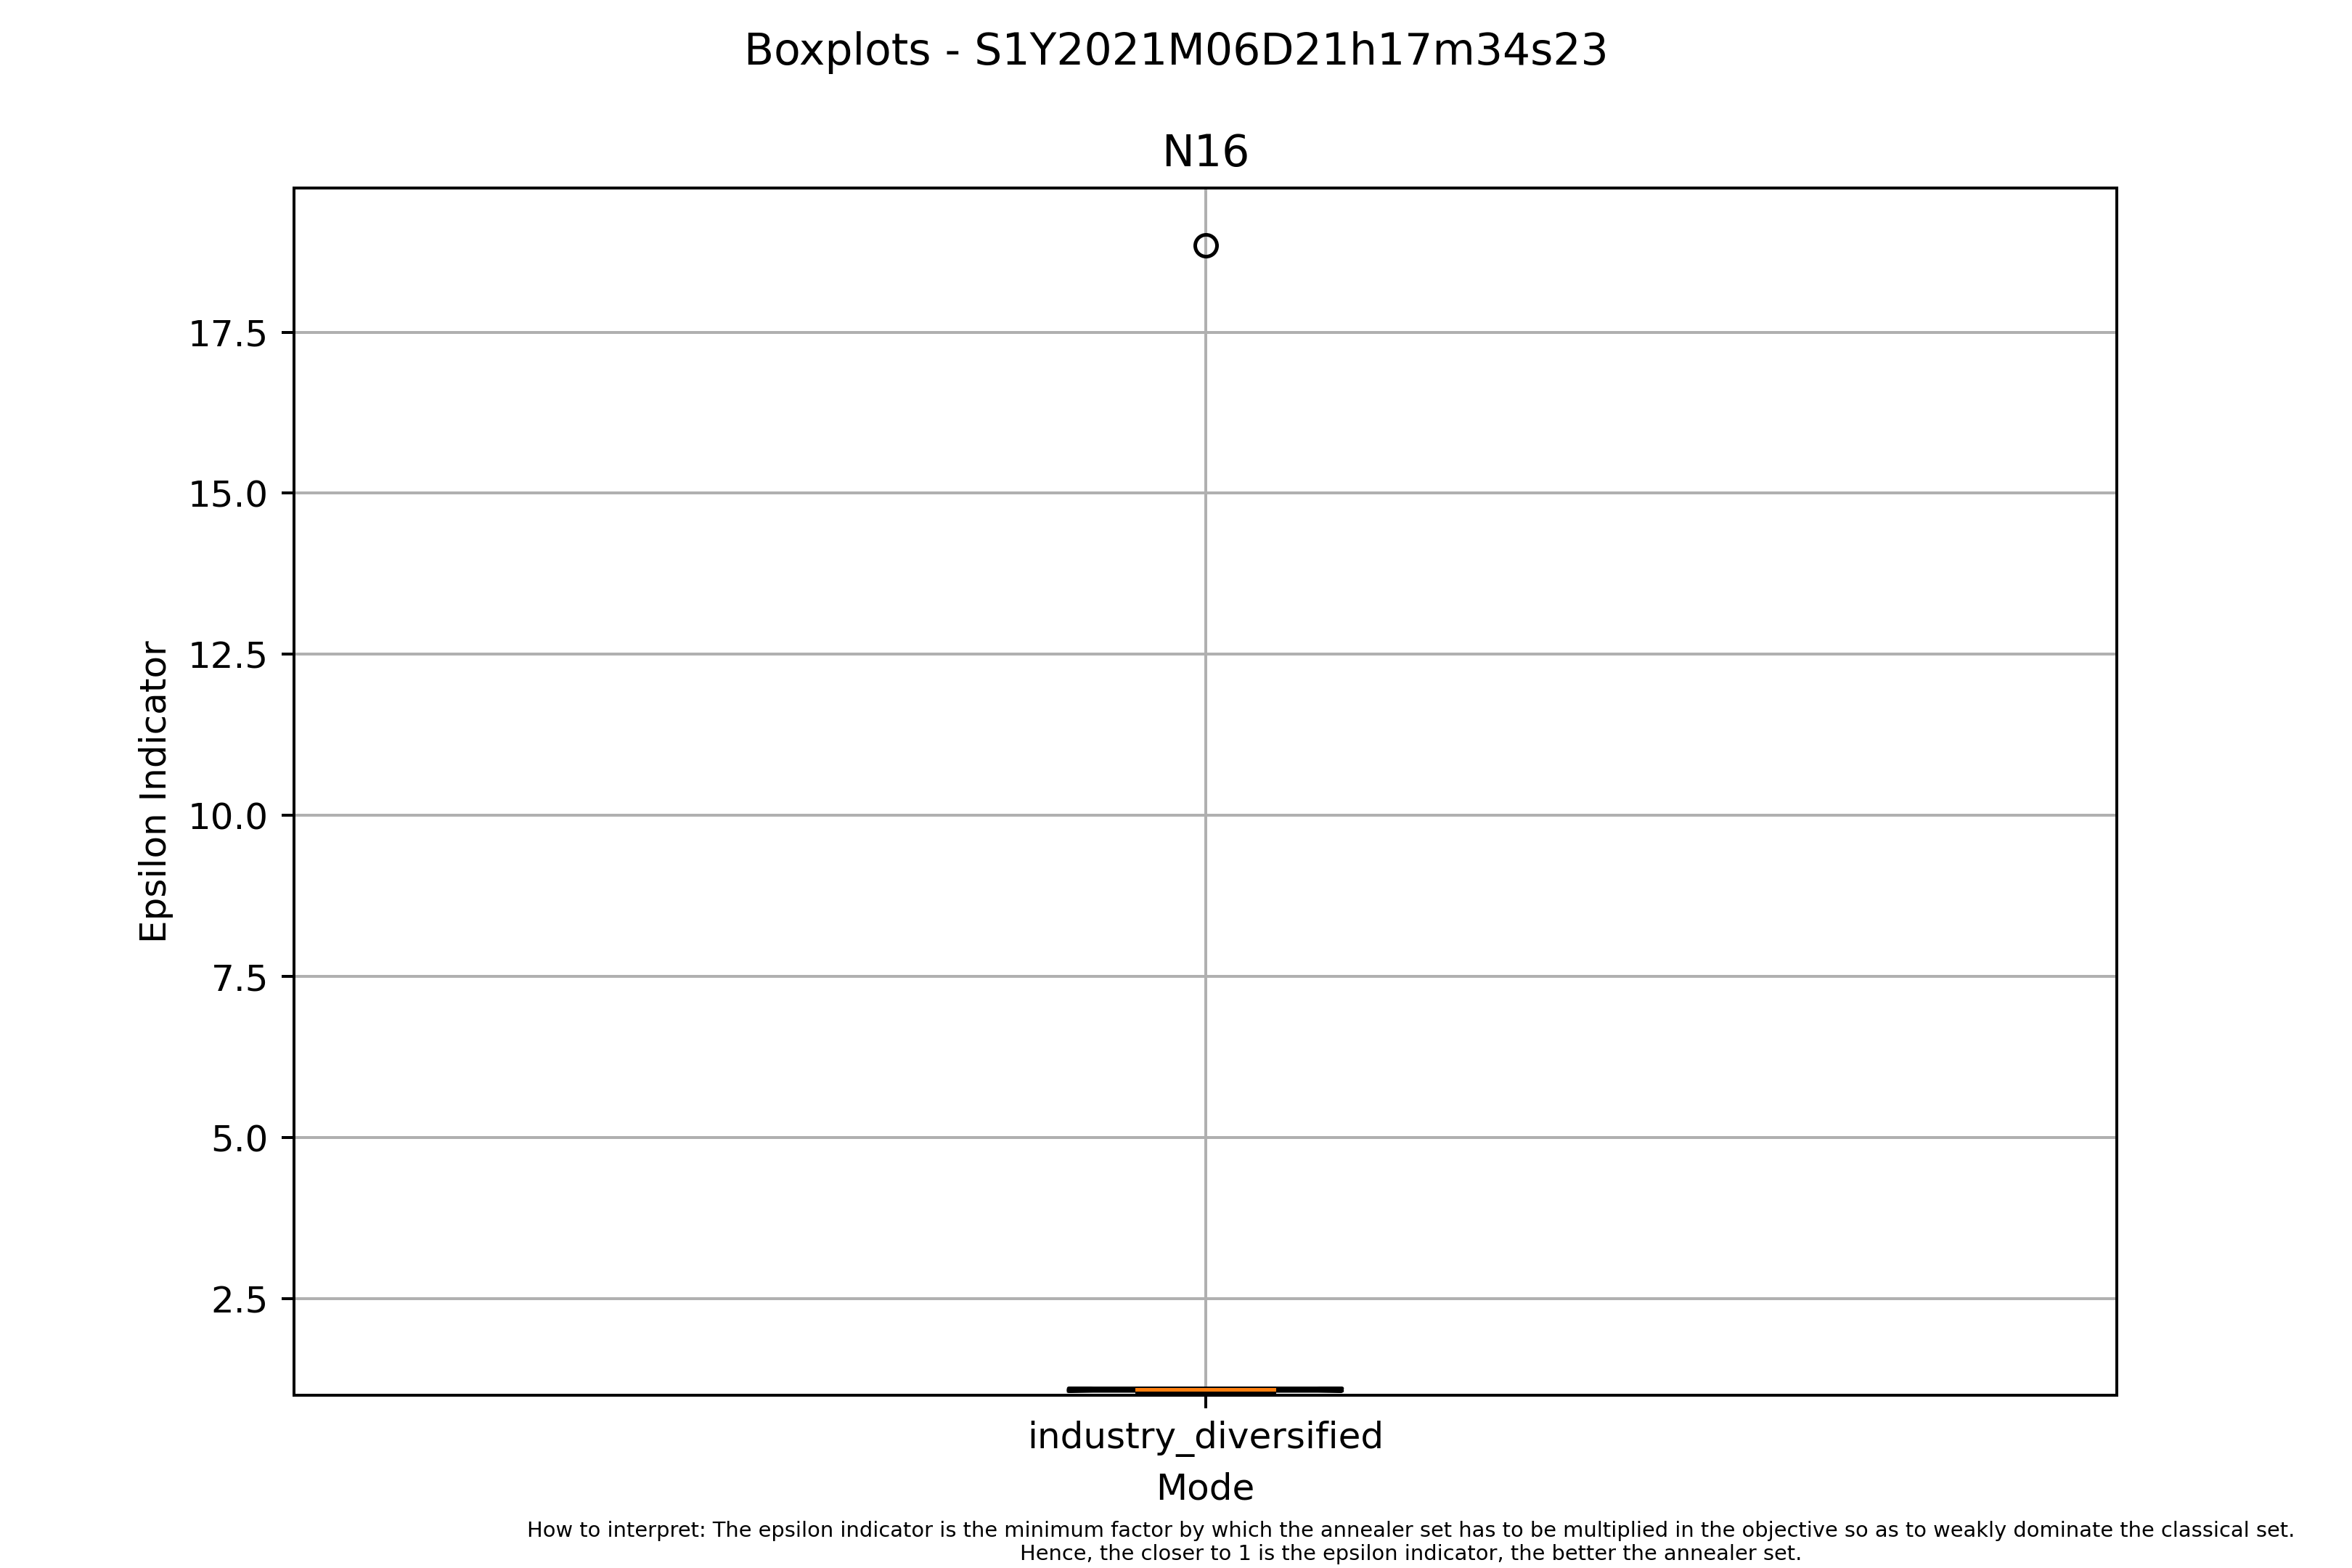 Boxplots - S1Y2021M06D21h17m34s23
N16
17.5
15.0
12.5
10.0
7.5
5.0
2.5
Epsilon Indicator
industry_diversified
Mode
How to interpret: The epsilon indicator is the minimum factor by which the annealer set has to be multiplied in the objective so as to weakly dominate the classical set.
Hence, the closer to 1 is the epsilon indicator, the better the annealer set.